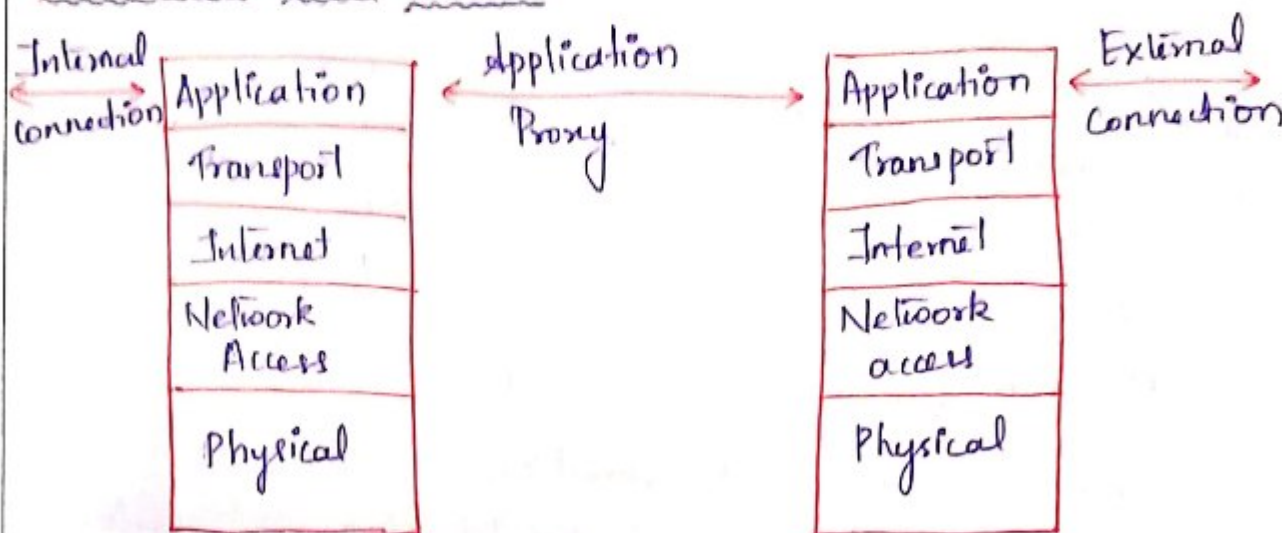 Internal
connection
Application
Transport
Internet
Network
Access
Physical
Application
Proxy
Application
Transport
Internet
Network
access
Physical
External
Connection